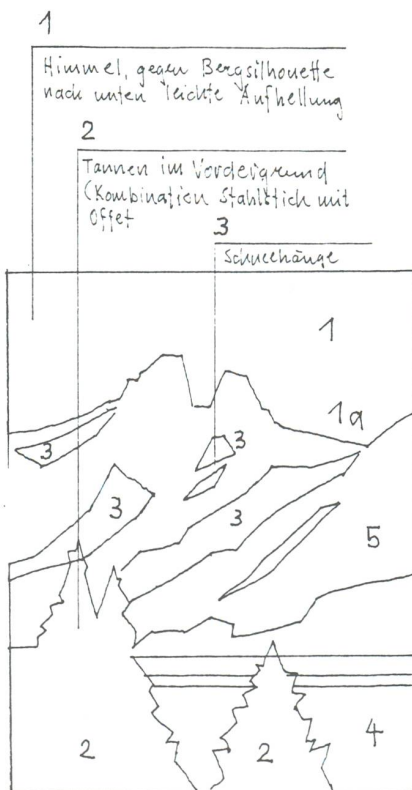 1
Himmel, gegen Bergsilhouette
nach unten leichte Aufhellung
2
Tannen im Vordergrund
(Kombination Stahlstich mit
Offet
3
Schneehänge
1
1a
3
3
3
3
5
2
2
4